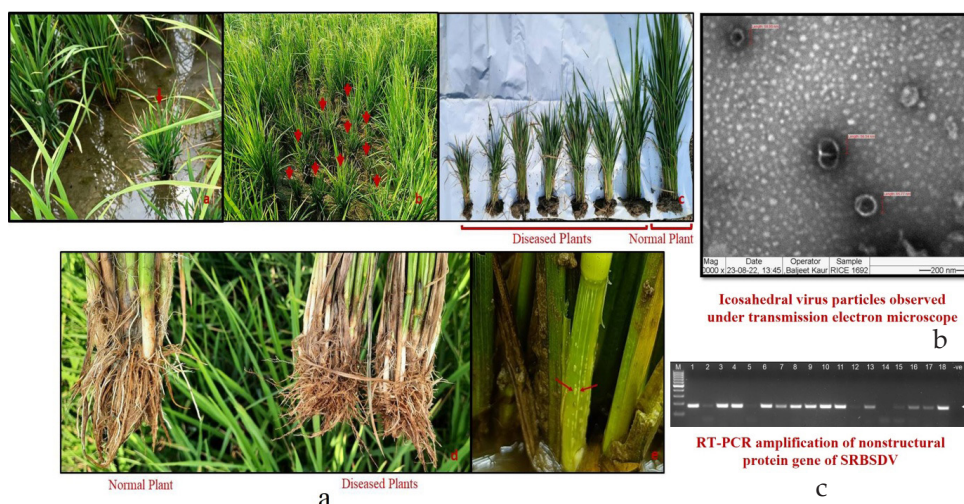 a
b
c
Diseased Plants
Normal Plant
Mag
Date
Operator
Sample
0000 x
23-08-22, 13:45
Baljeet Kaur
RICE 1692
200 nm
Icosahedral virus particles observed
under transmission electron microscope
b
d
e
Normal Plant
Diseased Plants
a
M 1 2 3 4 5 6 7 8 9 10 11 12 13 14 15 16 17 18 -ve
RT-PCR amplification of nonstructural
protein gene of SRBSDV
c